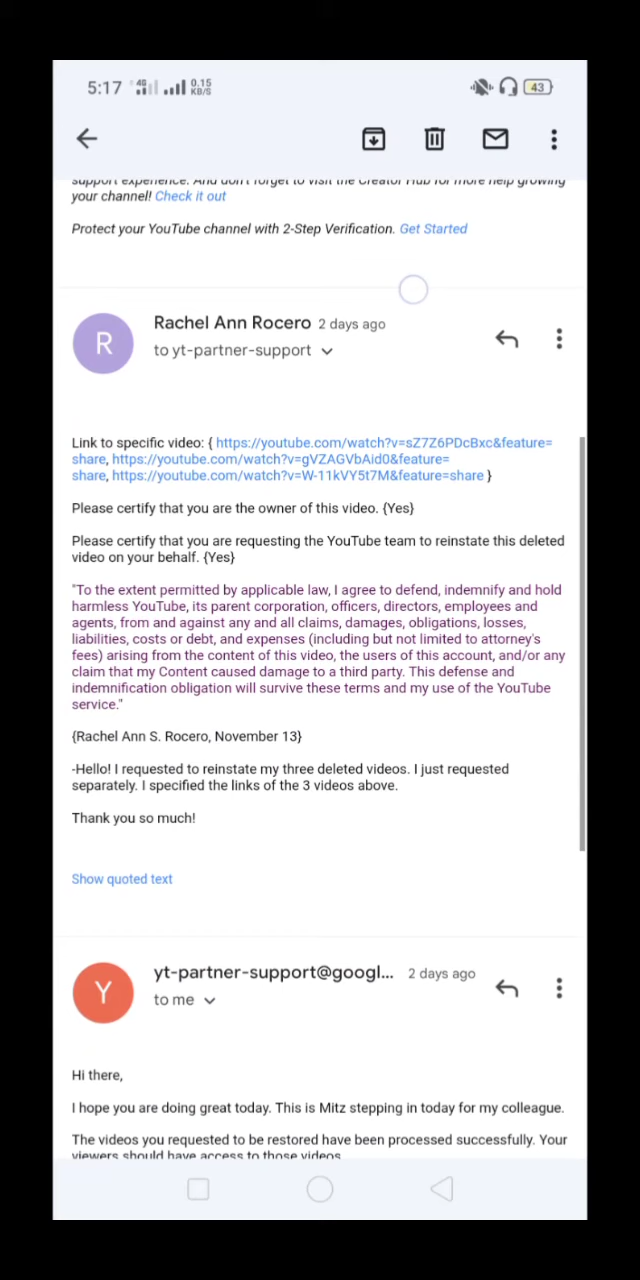 5:17 4G 0.15 KB/S 43
support experience. And don't forget to visit the Creator Hub for more help growing
your channel! Check it out
Protect your YouTube channel with 2-Step Verification. Get Started
R
Rachel Ann Rocero 2 days ago
to yt-partner-support
Link to specific video: { https://youtube.com/watch?v=sZ7Z6PDcBxc&feature=
share, https://youtube.com/watch?v=gVZAGVbAid0&feature=
share, https://youtube.com/watch?v=W-11kVY5t7M&feature=share }
Please certify that you are the owner of this video. {Yes}
Please certify that you are requesting the YouTube team to reinstate this deleted
video on your behalf. {Yes}
"To the extent permitted by applicable law, I agree to defend, indemnify and hold
harmless YouTube, its parent corporation, officers, directors, employees and
agents, from and against any and all claims, damages, obligations, losses,
liabilities, costs or debt, and expenses (including but not limited to attorney's
fees) arising from the content of this video, the users of this account, and/or any
claim that my Content caused damage to a third party. This defense and
indemnification obligation will survive these terms and my use of the YouTube
service."
{Rachel Ann S. Rocero, November 13}
-Hello! I requested to reinstate my three deleted videos. I just requested
separately. I specified the links of the 3 videos above.
Thank you so much!
Show quoted text
Y
yt-partner-support@googl... 2 days ago
to me
Hi there,
I hope you are doing great today. This is Mitz stepping in today for my colleague.
The videos you requested to be restored have been processed successfully. Your
viewers should have access to those videos